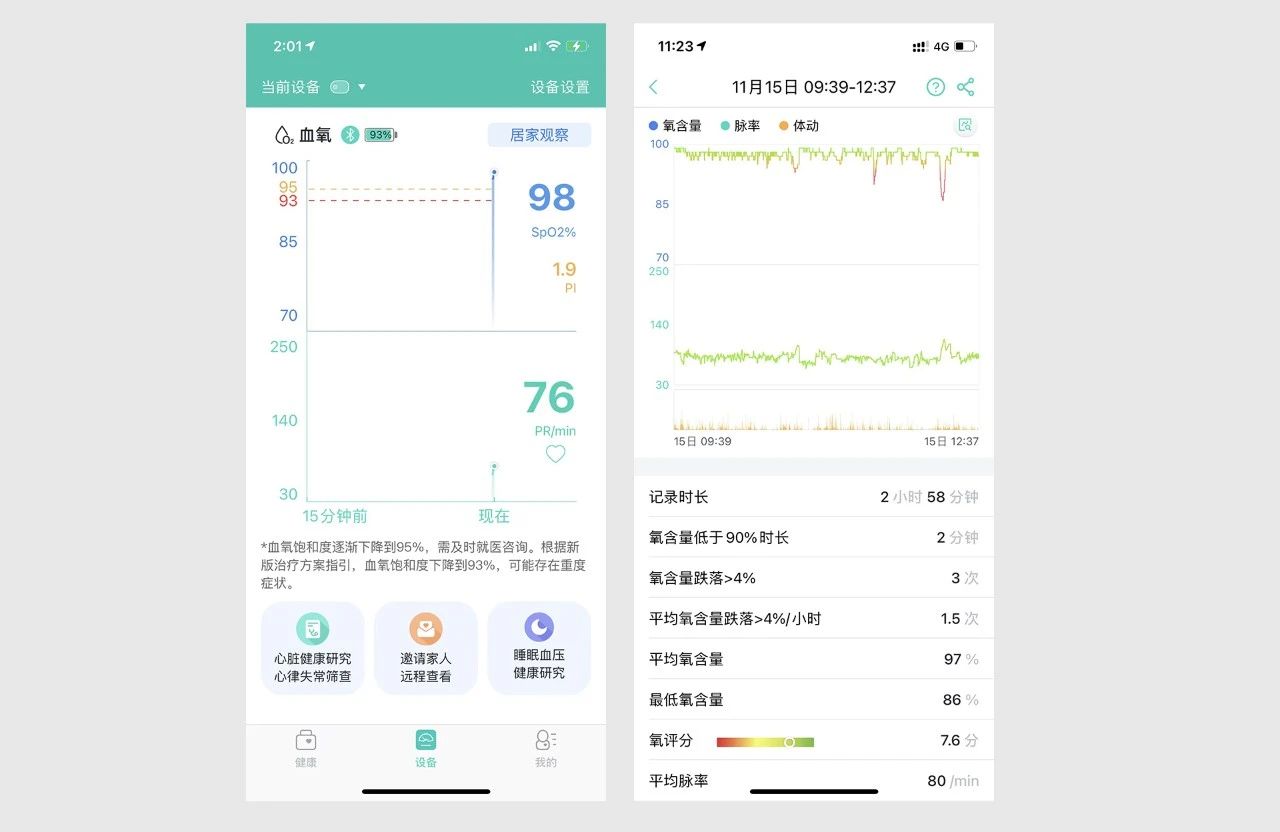 2:01
当前设备
设备设置
O₂ 血氧 93%
居家观察
100
95
93
85
70
98
SpO2%
1.9
PI
250
140
30
76
PR/min
15分钟前
现在
*血氧饱和度逐渐下降到95%，需及时就医咨询。根据新
版治疗方案指引，血氧饱和度下降到93%，可能存在重度
症状。
心脏健康研究
心律失常筛查
邀请家人
远程查看
睡眠血压
健康研究
健康
设备
我的
11:23
4G
11月15日 09:39-12:37
?
氧含量
脉率
体动
100
85
70
250
140
30
15日 09:39
15日 12:37
记录时长 2 小时 58 分钟
氧含量低于90%时长 2 分钟
氧含量跌落>4% 3 次
平均氧含量跌落>4%/小时 1.5 次
平均氧含量 97 %
最低氧含量 86 %
氧评分 7.6 分
平均脉率 80 /min